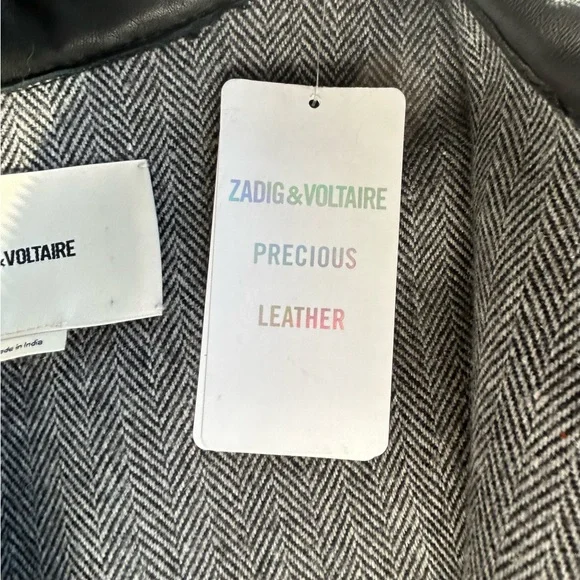 ZADIG&VOLTAIRE
PRECIOUS
LEATHER
&VOLTAIRE
made in India